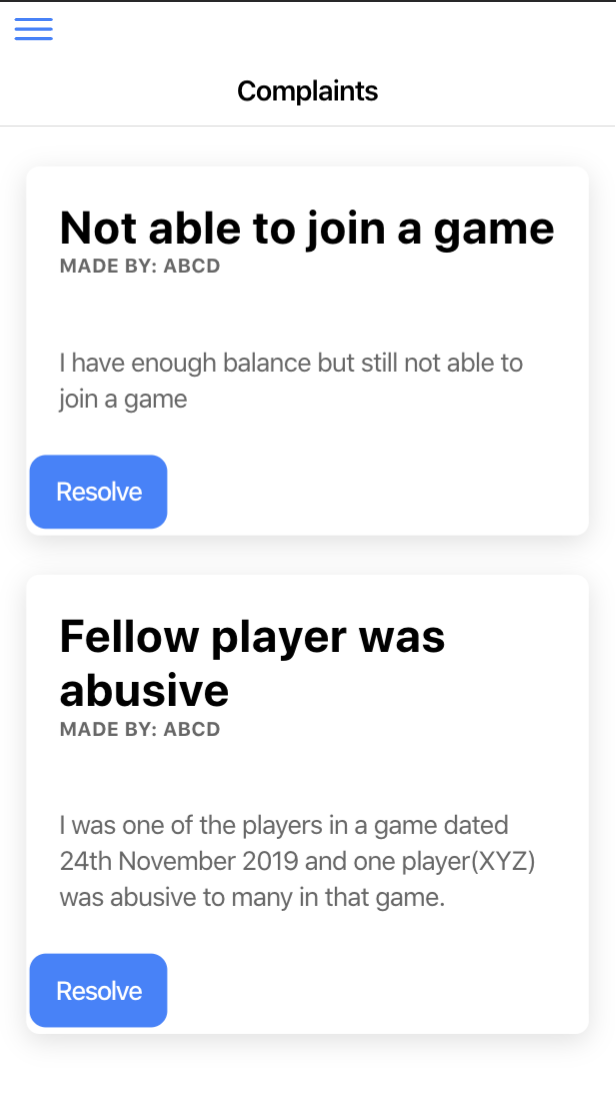 Complaints
Not able to join a game
MADE BY: ABCD
I have enough balance but still not able to
join a game
Resolve
Fellow player was
abusive
MADE BY: ABCD
I was one of the players in a game dated
24th November 2019 and one player(XYZ)
was abusive to many in that game.
Resolve